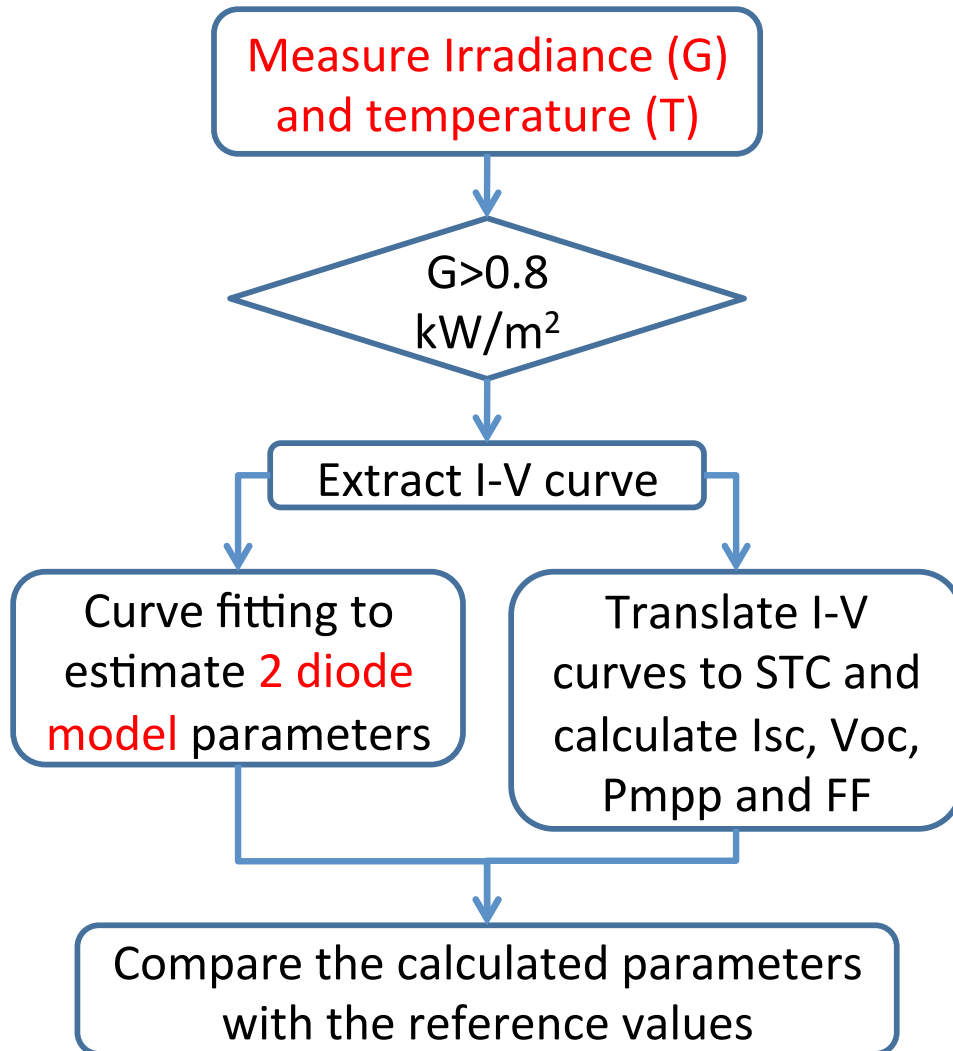 Measure Irradiance (G)
and temperature (T)
G>0.8
kW/m²
Extract I-V curve
Curve fitting to
estimate 2 diode
model parameters
Translate I-V
curves to STC and
calculate Isc, Voc,
Pmpp and FF
Compare the calculated parameters
with the reference values